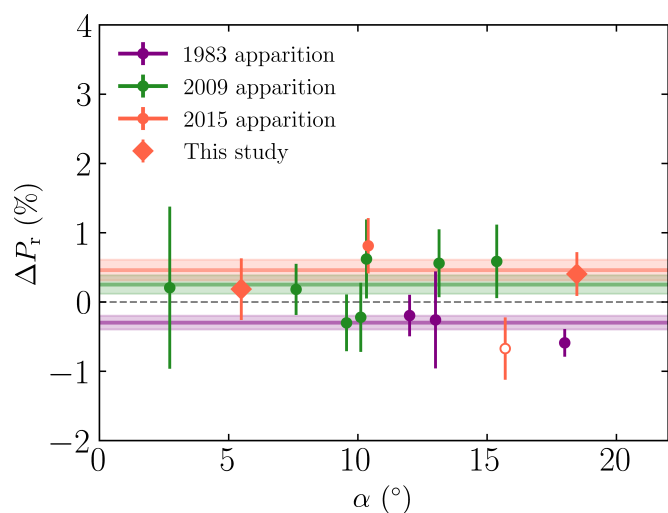 4
3
2
1
0
−1
−2
ΔP_r (%)
1983 apparition
2009 apparition
2015 apparition
This study
0 5 10 15 20
α (°)